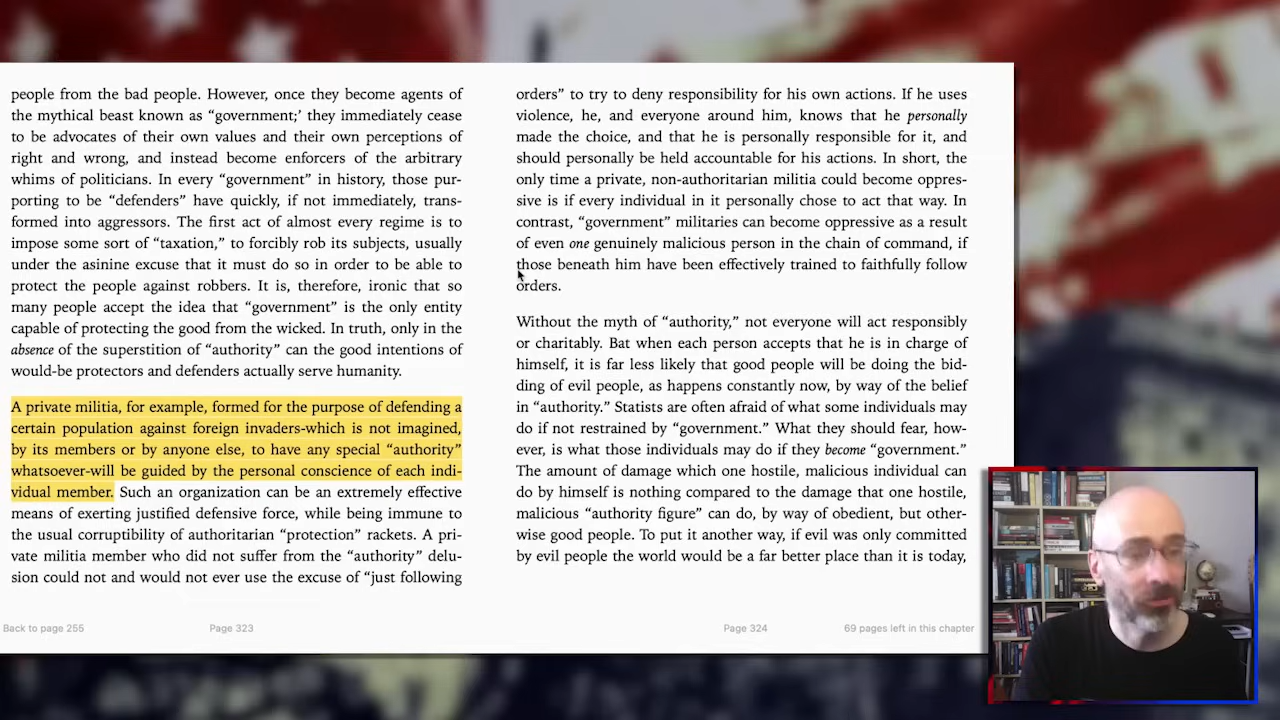 people from the bad people. However, once they become agents of
the mythical beast known as “government;’ they immediately cease
to be advocates of their own values and their own perceptions of
right and wrong, and instead become enforcers of the arbitrary
whims of politicians. In every “government” in history, those pur-
porting to be “defenders” have quickly, if not immediately, trans-
formed into aggressors. The first act of almost every regime is to
impose some sort of “taxation,” to forcibly rob its subjects, usually
under the asinine excuse that it must do so in order to be able to
protect the people against robbers. It is, therefore, ironic that so
many people accept the idea that “government” is the only entity
capable of protecting the good from the wicked. In truth, only in the
absence of the superstition of “authority” can the good intentions of
would-be protectors and defenders actually serve humanity.
A private militia, for example, formed for the purpose of defending a
certain population against foreign invaders-which is not imagined,
by its members or by anyone else, to have any special “authority”
whatsoever-will be guided by the personal conscience of each indi-
vidual member. Such an organization can be an extremely effective
means of exerting justified defensive force, while being immune to
the usual corruptibility of authoritarian “protection” rackets. A pri-
vate militia member who did not suffer from the “authority” delu-
sion could not and would not ever use the excuse of “just following
Back to page 255
Page 323
orders” to try to deny responsibility for his own actions. If he uses
violence, he, and everyone around him, knows that he personally
made the choice, and that he is personally responsible for it, and
should personally be held accountable for his actions. In short, the
only time a private, non-authoritarian militia could become oppres-
sive is if every individual in it personally chose to act that way. In
contrast, “government” militaries can become oppressive as a result
of even one genuinely malicious person in the chain of command, if
those beneath him have been effectively trained to faithfully follow
orders.
Without the myth of “authority,” not everyone will act responsibly
or charitably. Bat when each person accepts that he is in charge of
himself, it is far less likely that good people will be doing the bid-
ding of evil people, as happens constantly now, by way of the belief
in “authority.” Statists are often afraid of what some individuals may
do if not restrained by “government.” What they should fear, how-
ever, is what those individuals may do if they become “government.”
The amount of damage which one hostile, malicious individual can
do by himself is nothing compared to the damage that one hostile,
malicious “authority figure” can do, by way of obedient, but other-
wise good people. To put it another way, if evil was only committed
by evil people the world would be a far better place than it is today,
Page 324
69 pages left in this chapter